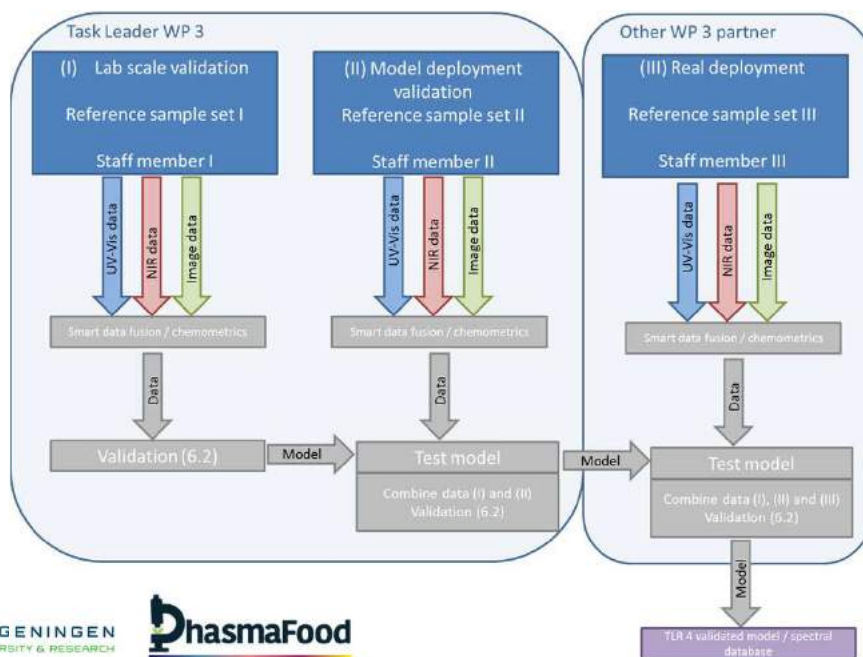 Task Leader WP 3
Other WP 3 partner
(I) Lab scale validation
Reference sample set I
Staff member I
(II) Model deployment
validation
Reference sample set II
Staff member II
(III) Real deployment
Reference sample set III
Staff member III
UV-Vis data
NIR data
Image data
UV-Vis data
NIR data
Image data
UV-Vis data
NIR data
Image data
Smart data fusion / chemometrics
Smart data fusion / chemometrics
Smart data fusion / chemometrics
Data
Data
Data
Validation (6.2)
Model
Test model
Combine data (I) and (II)
Validation (6.2)
Model
Test model
Combine data (I), (II) and (III)
Validation (6.2)
Model
TLR 4 validated model / spectral
database
GENINGEN
RSITY & RESEARCH
PhasmaFood